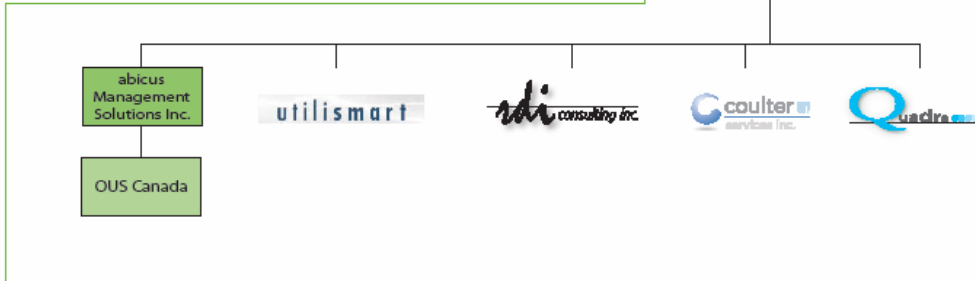 abicus
Management
Solutions Inc.
OUS Canada
utilismart
rdi consulting inc.
coulter
services inc.
Quadra